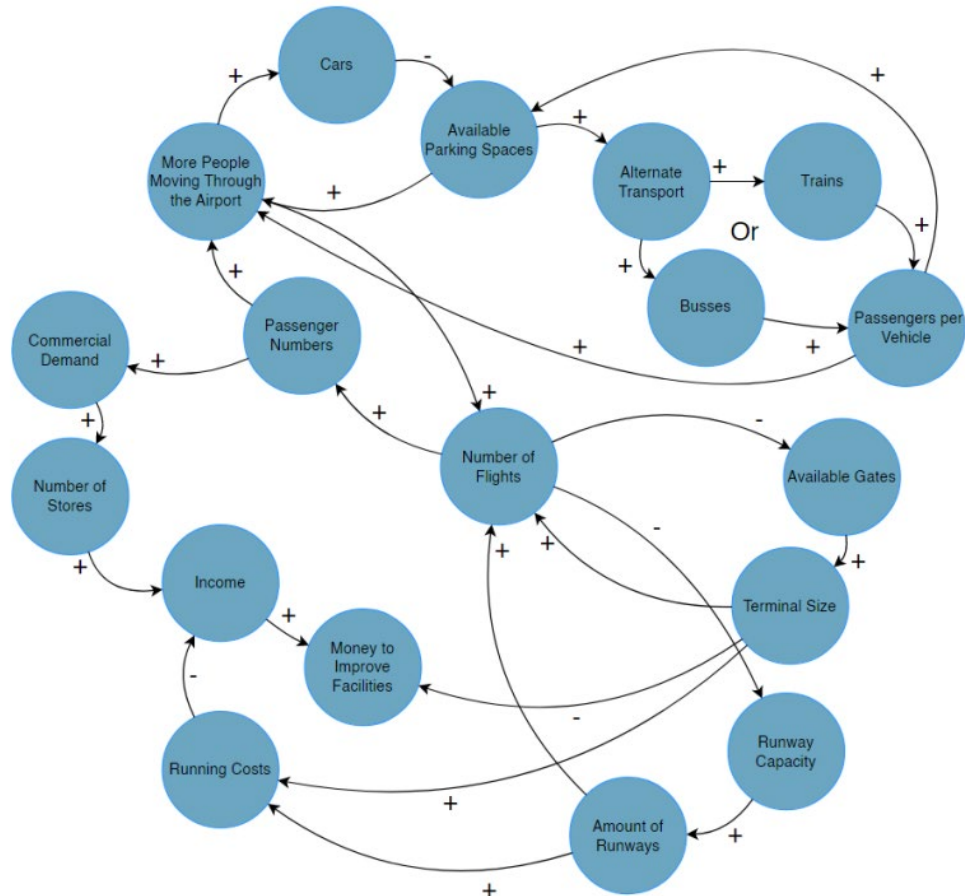 Cars
-
+
+
Available
Parking Spaces
+
More People
Moving Through
the Airport
+
Alternate
Transport
+
Trains
Or
+
+
Busses
+
Passengers per
Vehicle
+
+
Passenger
Numbers
Commercial
Demand
+
+
+
+
Number of
Flights
-
Available Gates
Number of
Stores
-
+
+
+
+
Income
+
Terminal Size
Money to
Improve
Facilities
-
-
Running Costs
Runway
Capacity
+
Amount of
Runways
+
+